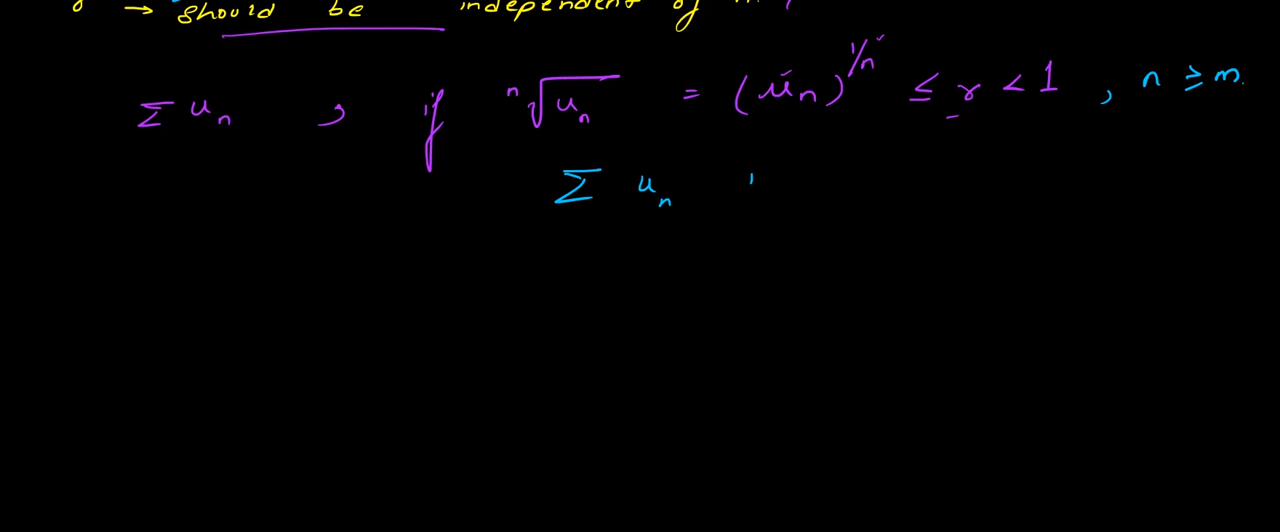 → should be independent of
Σ uₙ , if ⁿ√uₙ = (uₙ)^1/n ≤ r < 1 , n ≥ m
Σ uₙ